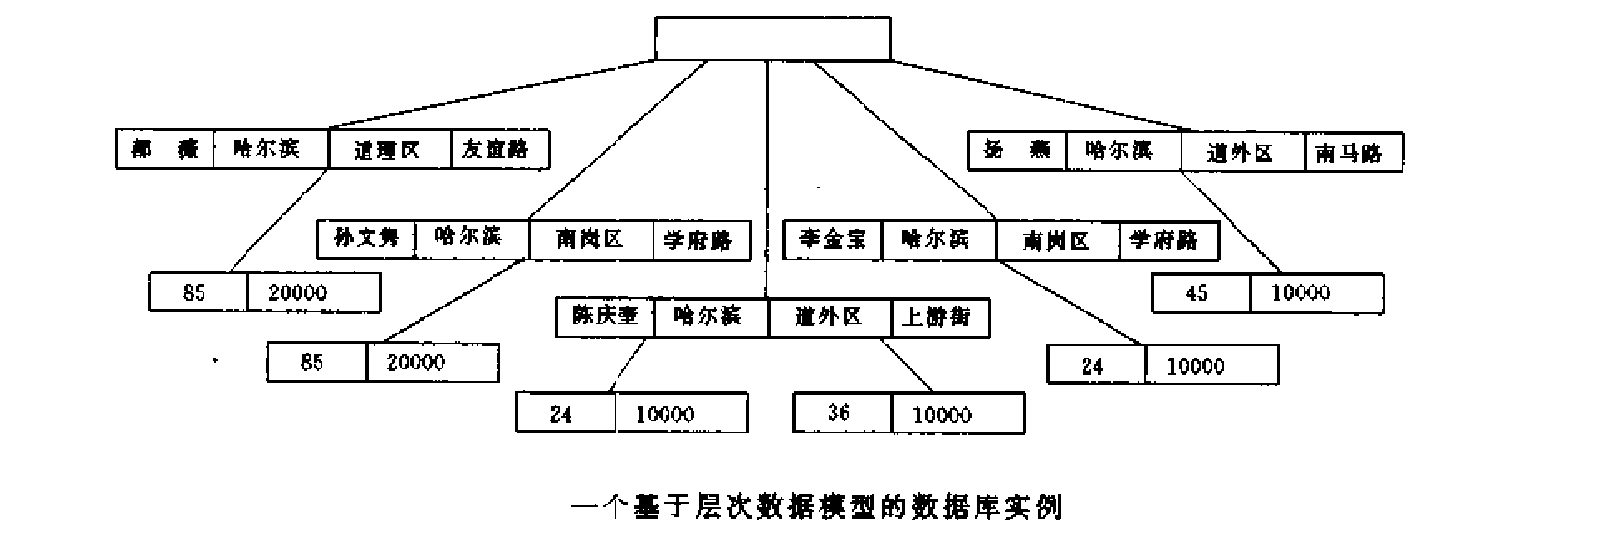 郝 薇 哈尔滨 道理区 友谊路
杨 燕 哈尔滨 道外区 南马路
孙文隽 哈尔滨 南岗区 学府路
李金宝 哈尔滨 南岗区 学府路
85 20000
45 10000
陈庆奎 哈尔滨 道外区 上游街
85 20000
24 10000
24 10000
36 10000
一个基于层次数据模型的数据库实例